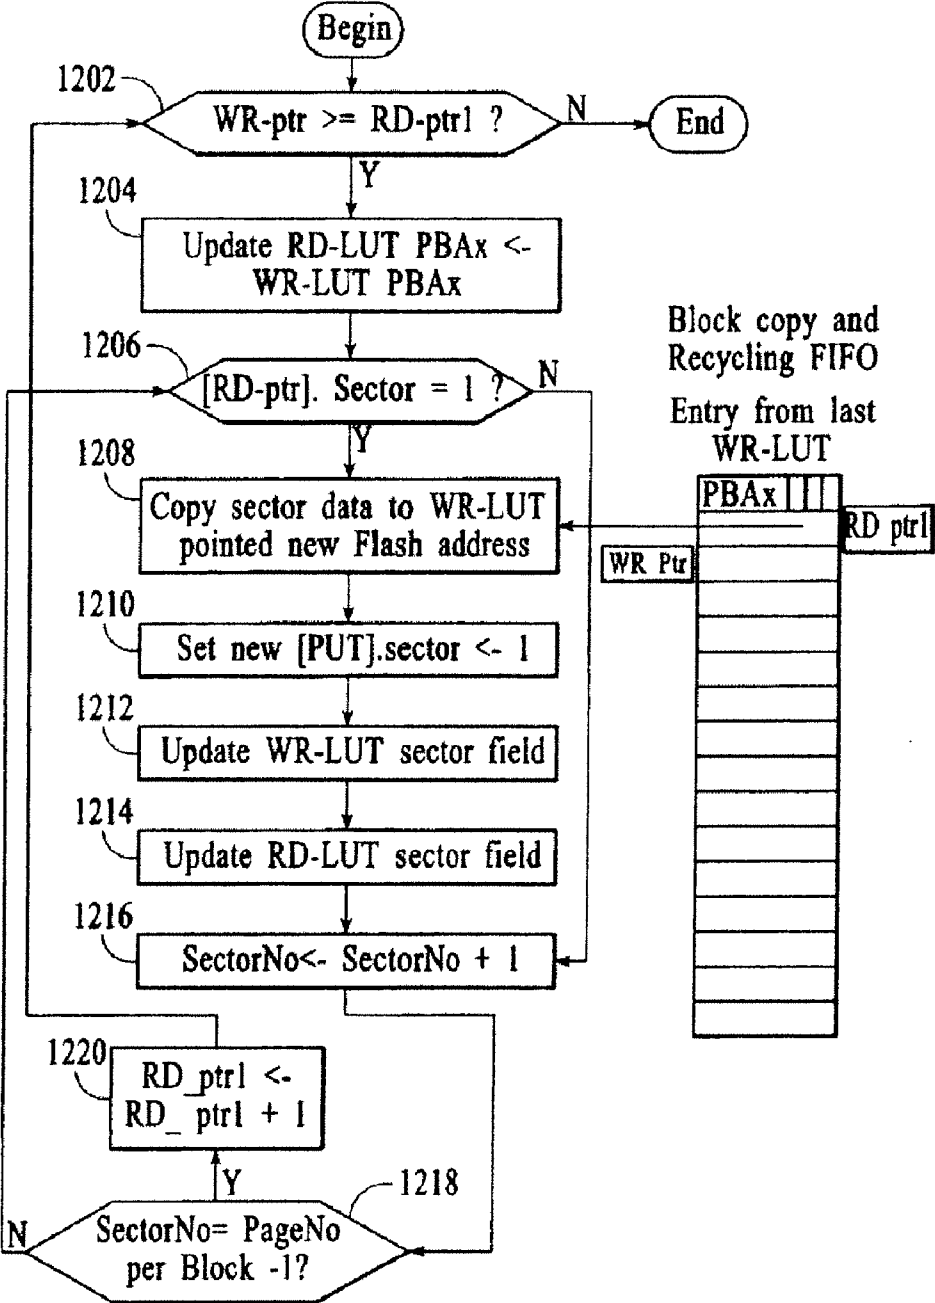 Begin
1202
WR-ptr >= RD-ptr1 ?
N
End
Y
1204
Update RD-LUT PBAx <-
WR-LUT PBAx
1206
[RD-ptr]. Sector = 1 ?
N
Y
1208
Copy sector data to WR-LUT
pointed new Flash address
1210
Set new [PUT].sector <- 1
1212
Update WR-LUT sector field
1214
Update RD-LUT sector field
1216
SectorNo<- SectorNo + 1
1220
RD_ptr1 <-
RD_ ptr1 + 1
Y
1218
N
SectorNo= PageNo
per Block -1?
Block copy and
Recycling FIFO
Entry from last
WR-LUT
PBAx
RD ptr1
WR Ptr